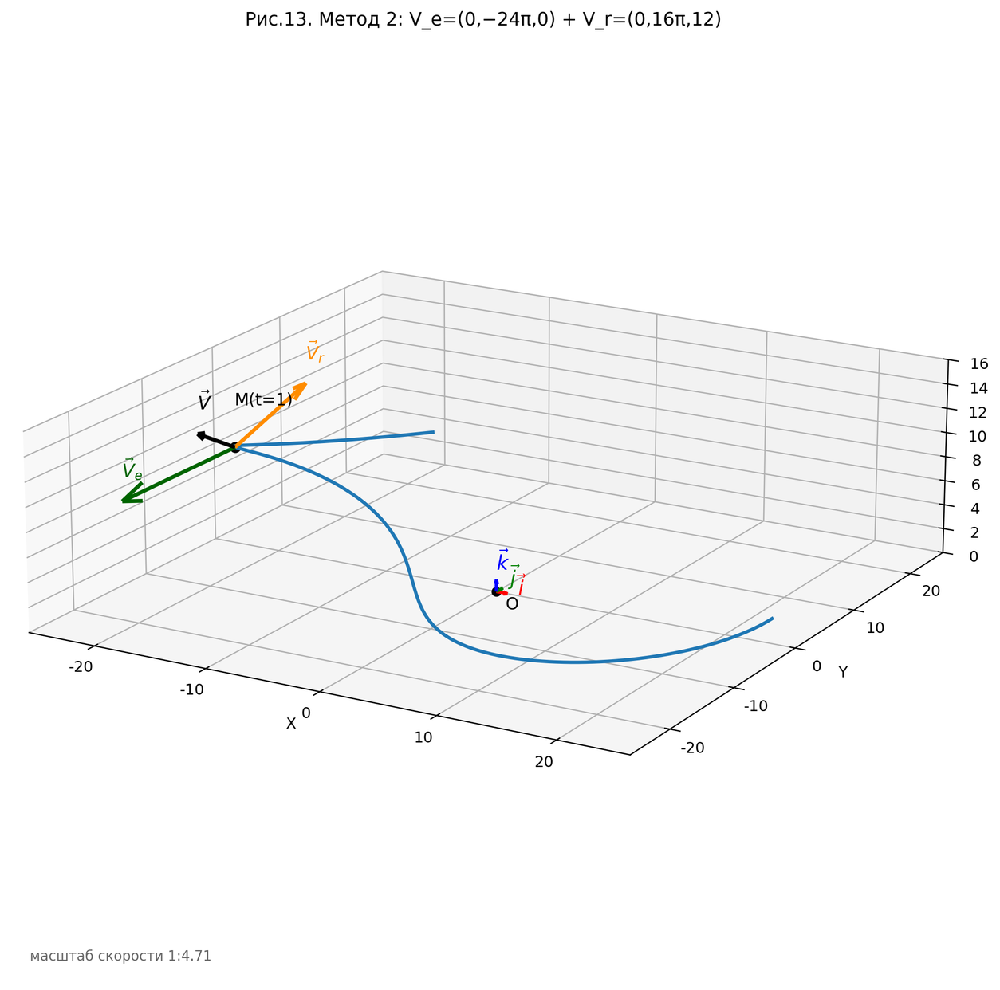 Рис.13. Метод 2: V_e=(0,−24π,0) + V_r=(0,16π,12)
V⃗_r
V⃗
M(t=1)
V⃗_e
k⃗
j⃗
i⃗
O
16
14
12
10
8
6
4
2
0
20
10
0
Y
-10
-20
-20
-10
0
X
10
20
масштаб скорости 1:4.71